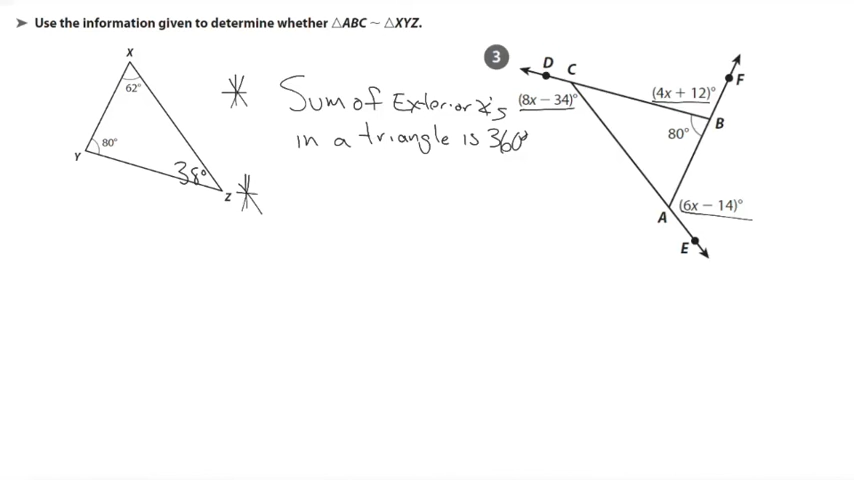 ➤ Use the information given to determine whether △ABC ~ △XYZ.
X
62°
Y
80°
38°
Z
Sum of Exterior ∡'s
in a triangle is 360°
3
D
C
(8x − 34)°
(4x + 12)°
F
B
80°
A
(6x − 14)°
E